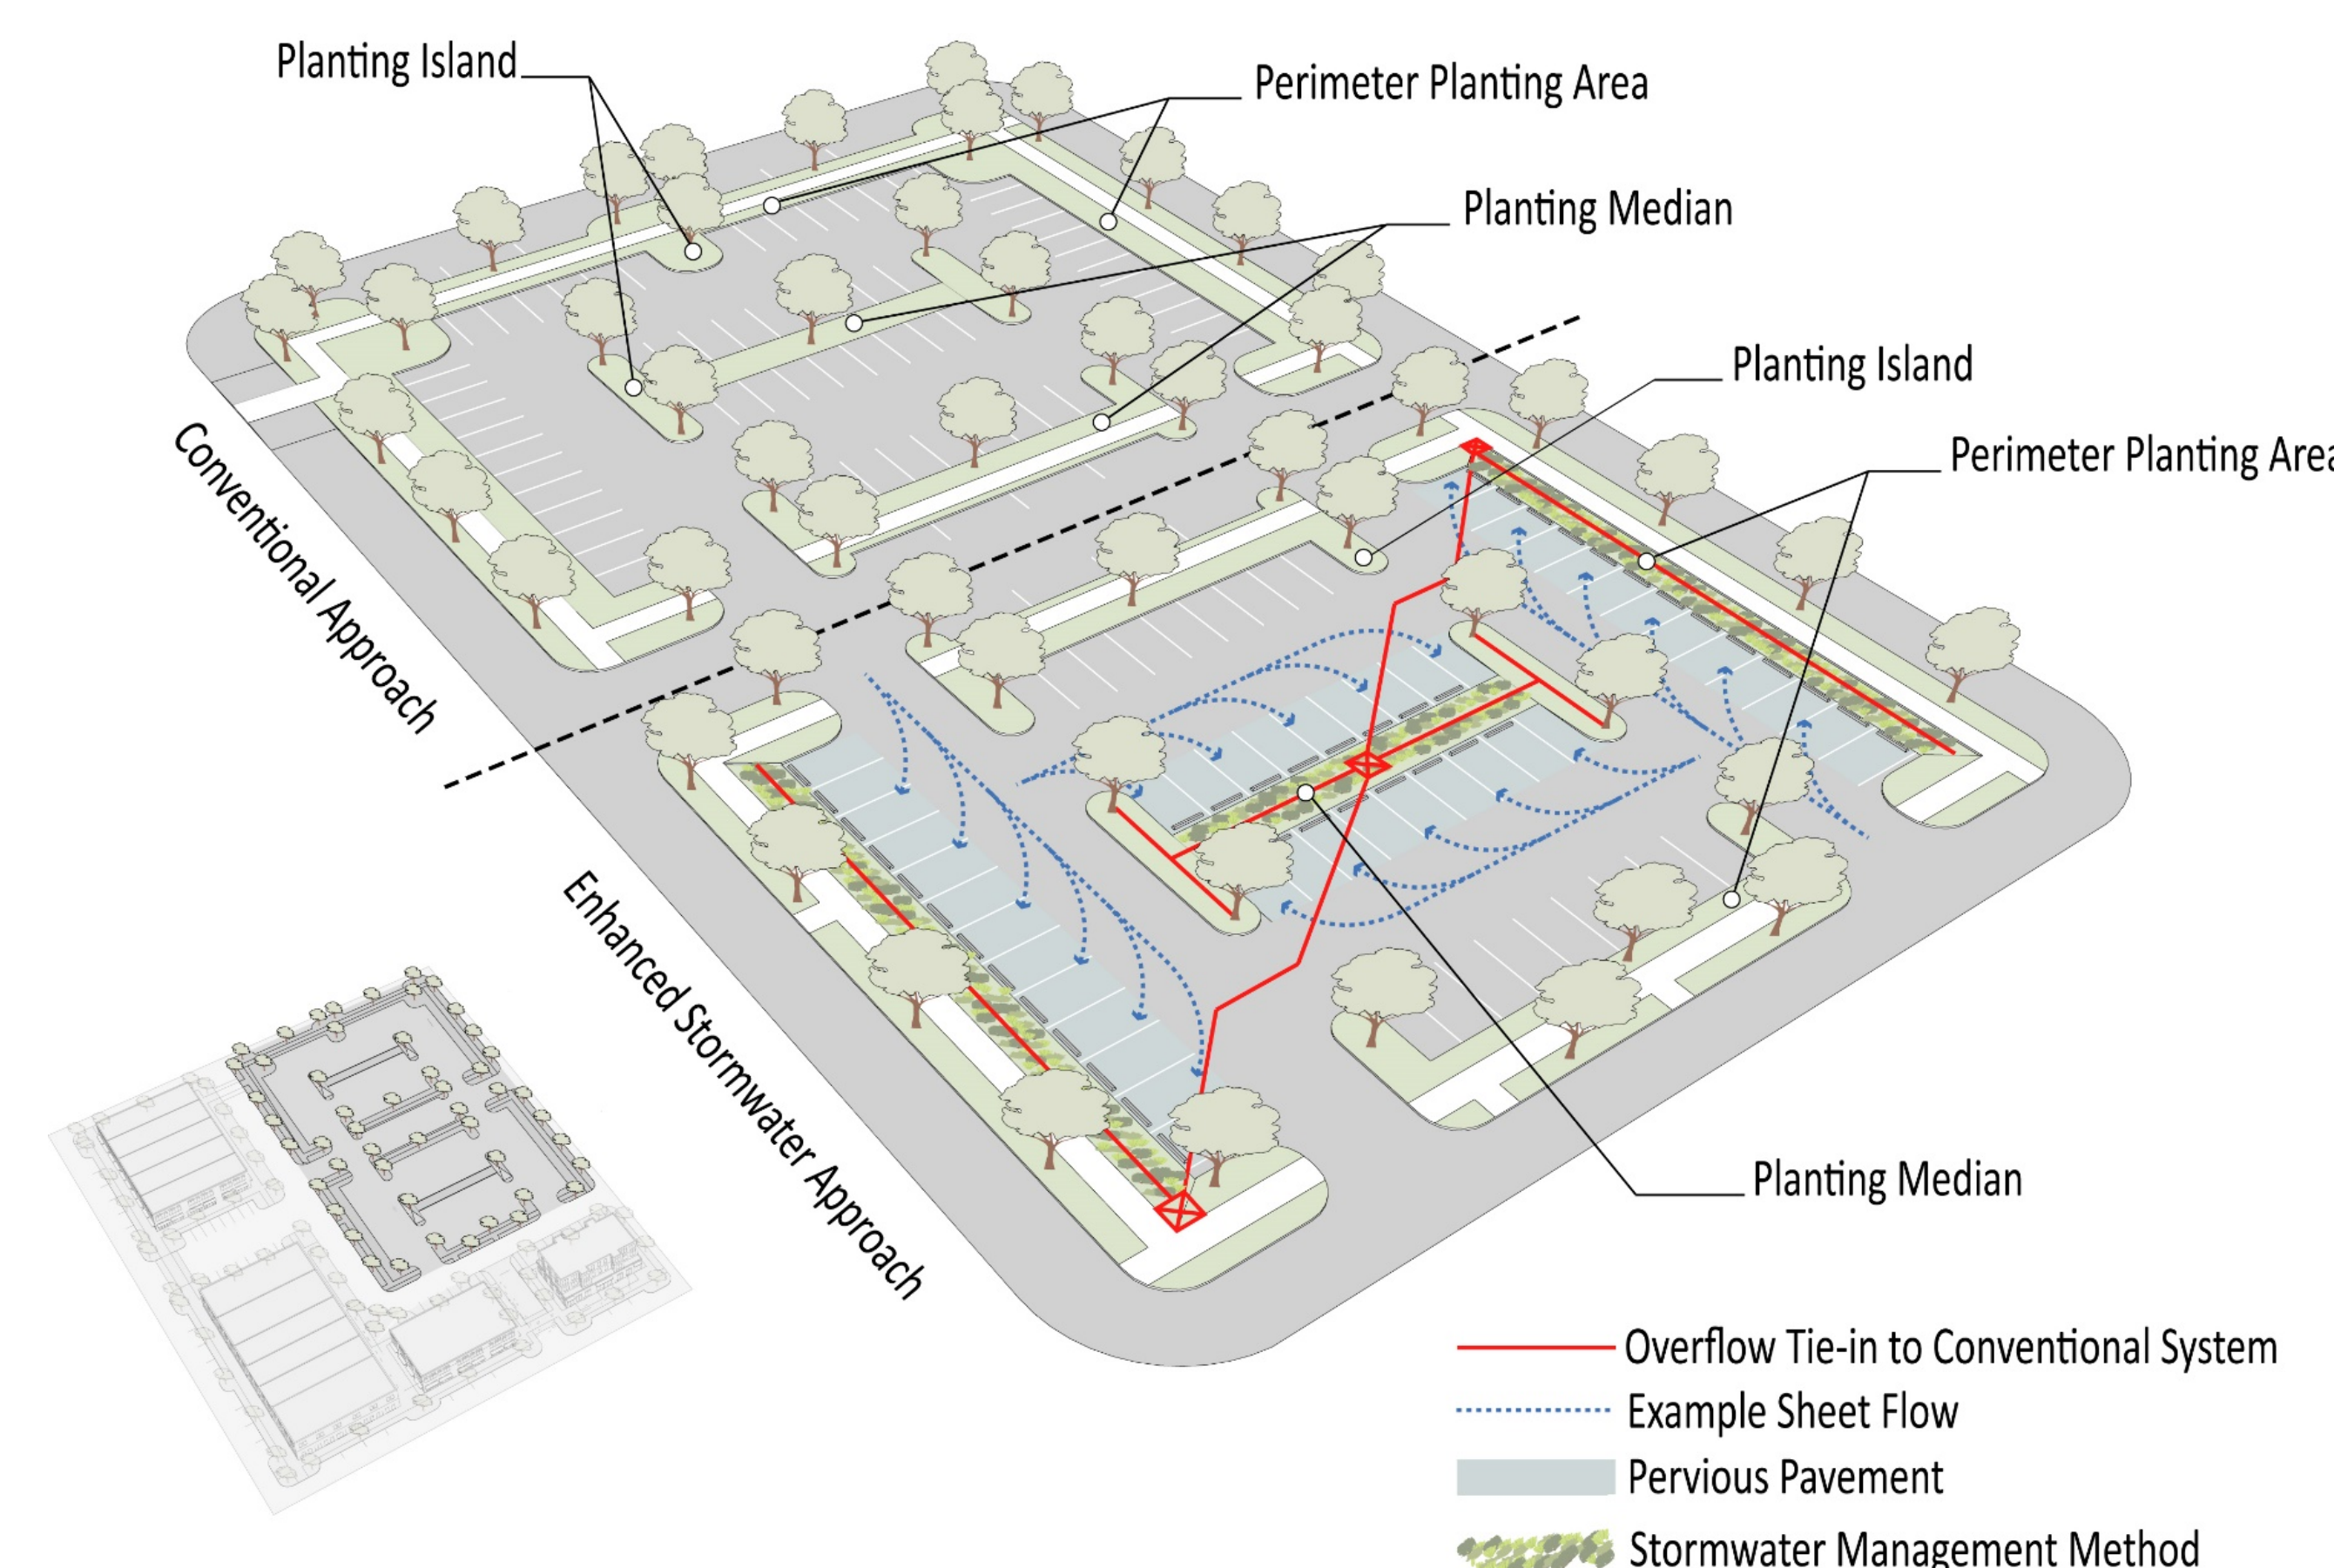 Planting Island
Perimeter Planting Area
Planting Median
Planting Island
Perimeter Planting Area
Conventional Approach
Enhanced Stormwater Approach
Planting Median
Overflow Tie-in to Conventional System
Example Sheet Flow
Pervious Pavement
Stormwater Management Method